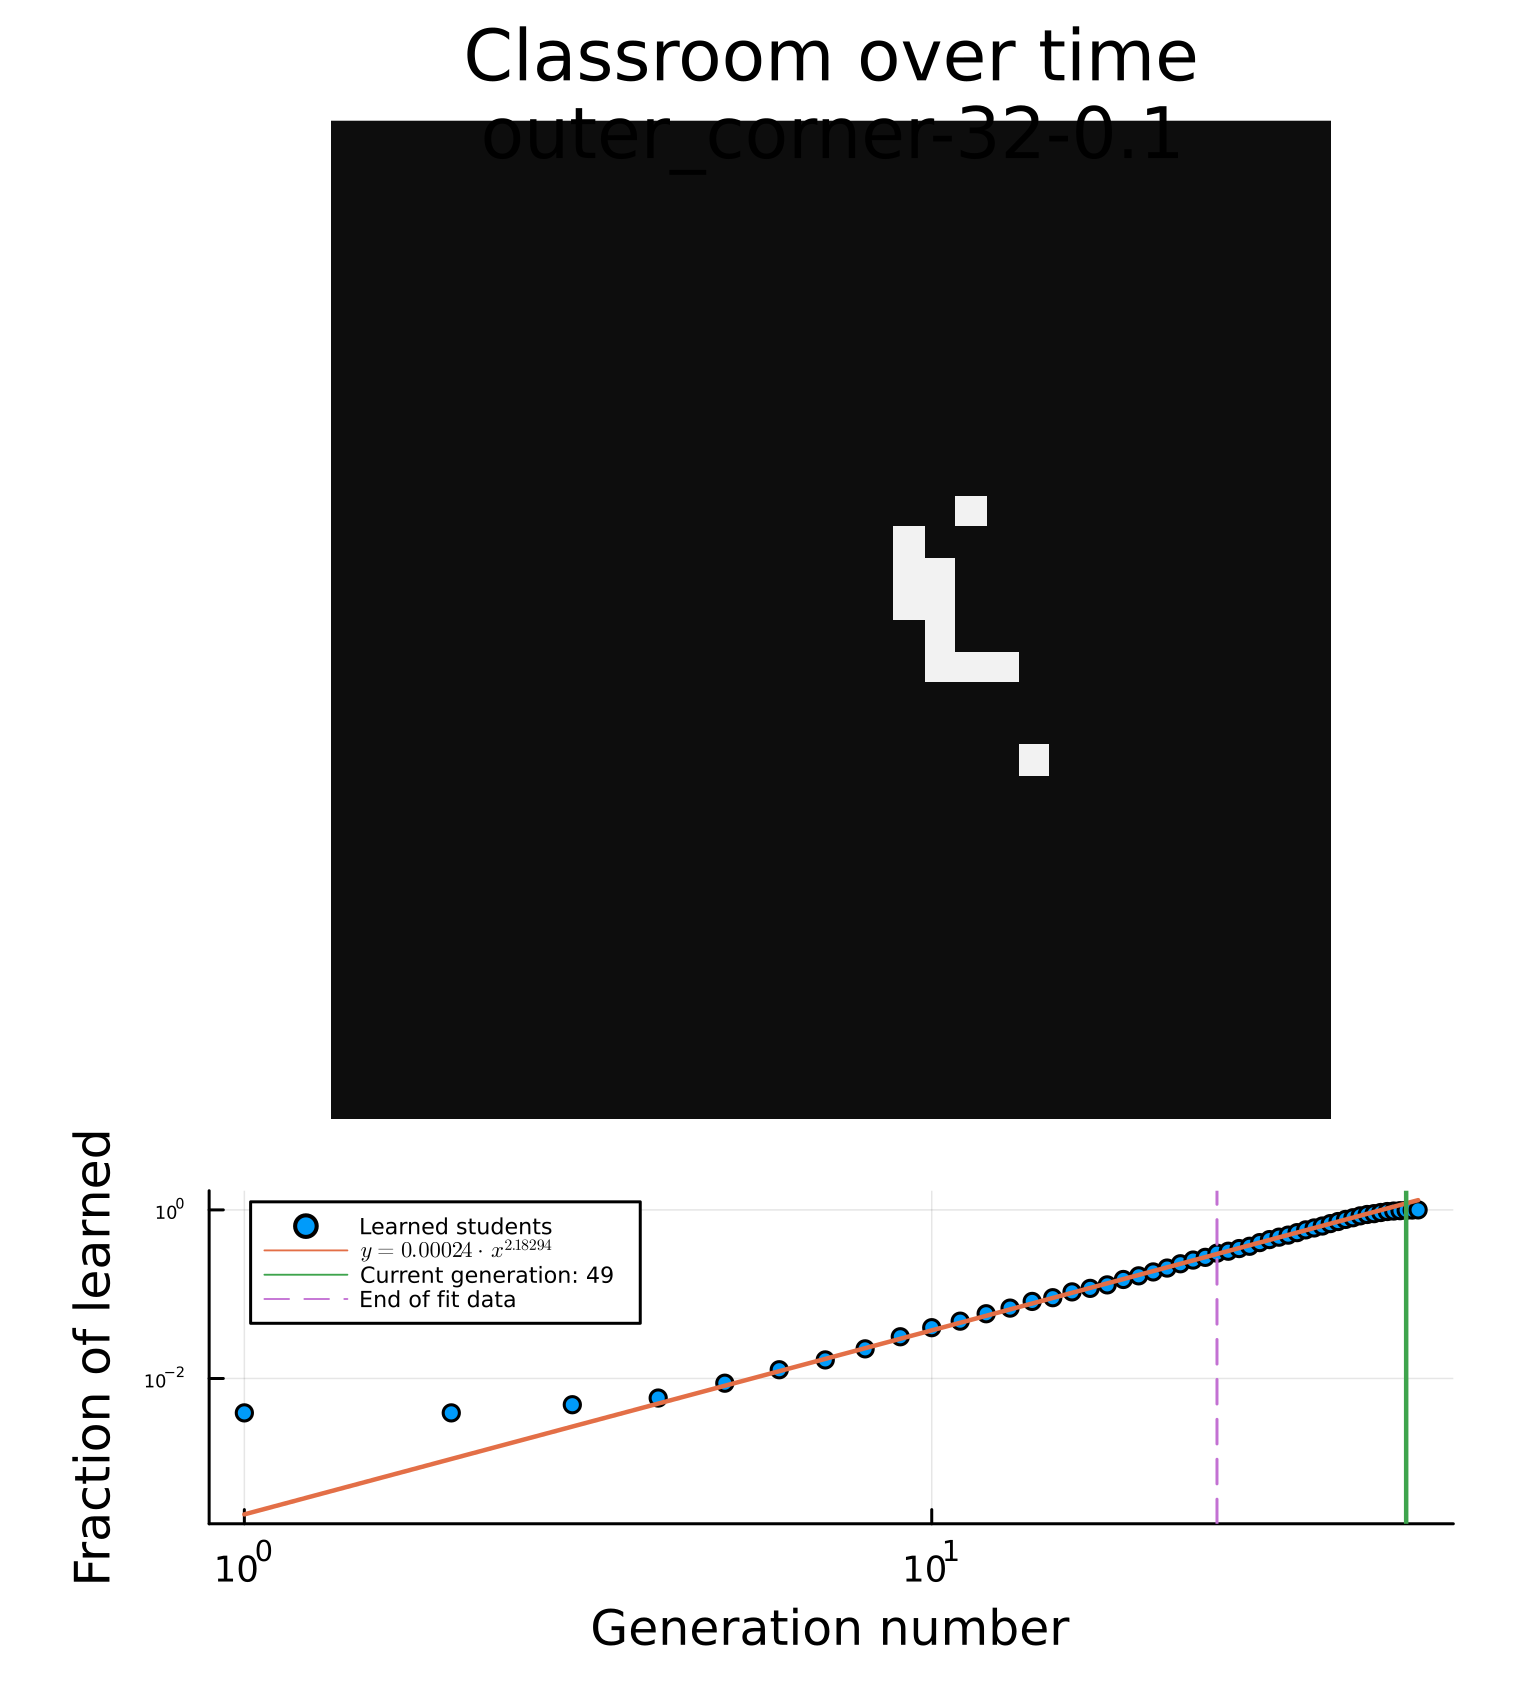 Classroom over time
outer_corner-32-0.1
Fraction of learned
10⁰
10⁻²
Learned students
y = 0.00024 · x^2.18294
Current generation: 49
End of fit data
10⁰
10¹
Generation number